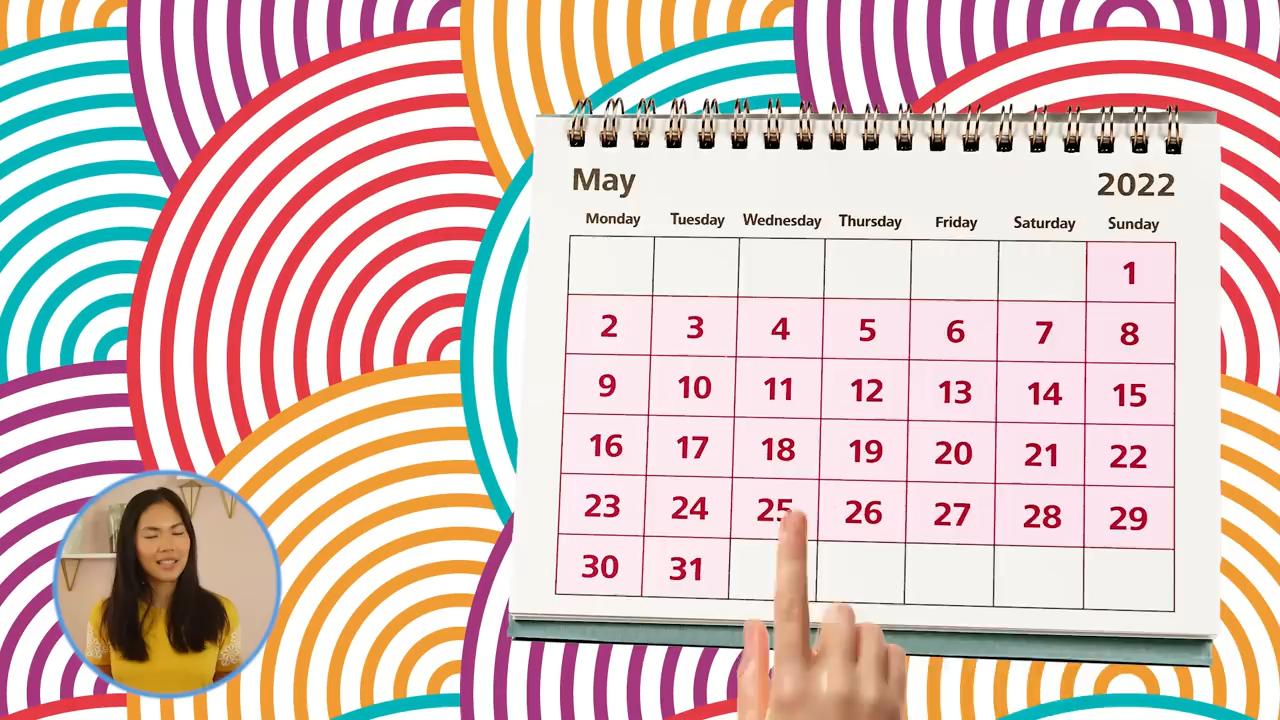 May 2022
Monday Tuesday Wednesday Thursday Friday Saturday Sunday
1
2 3 4 5 6 7 8
9 10 11 12 13 14 15
16 17 18 19 20 21 22
23 24 25 26 27 28 29
30 31